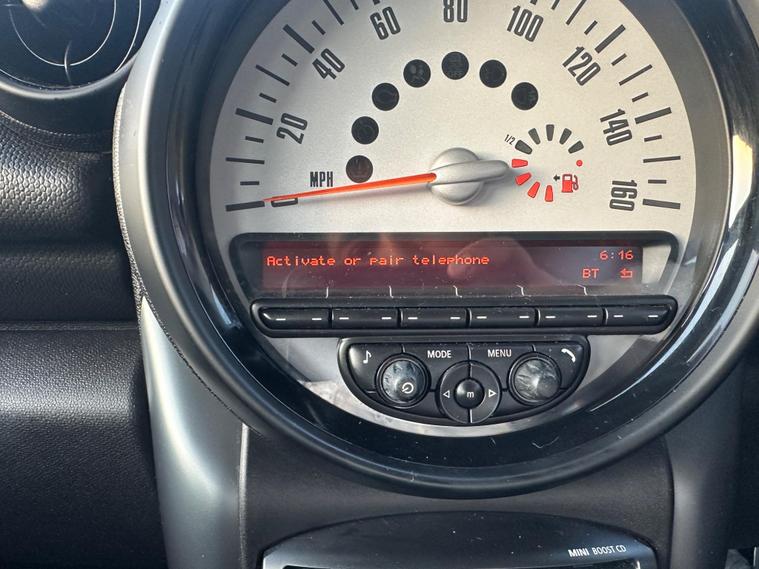 20
40
60
80
100
120
140
160
MPH
0
1/2
Activate or pair telephone 6:16
BT
MODE MENU
m
MINI BOOST CD